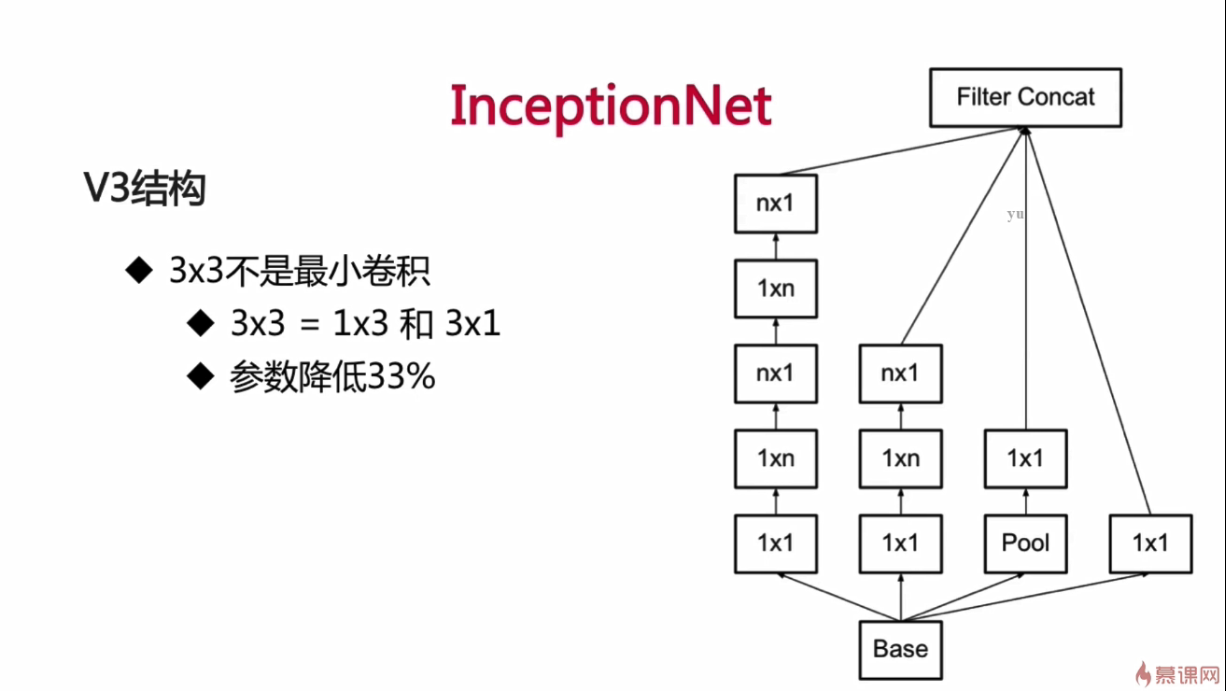 InceptionNet
V3结构
◆ 3x3不是最小卷积
◆ 3x3 = 1x3 和 3x1
◆ 参数降低33%
Filter Concat
nx1
yu
1xn
nx1 nx1
1xn 1xn 1x1
1x1 1x1 Pool 1x1
Base
慕课网